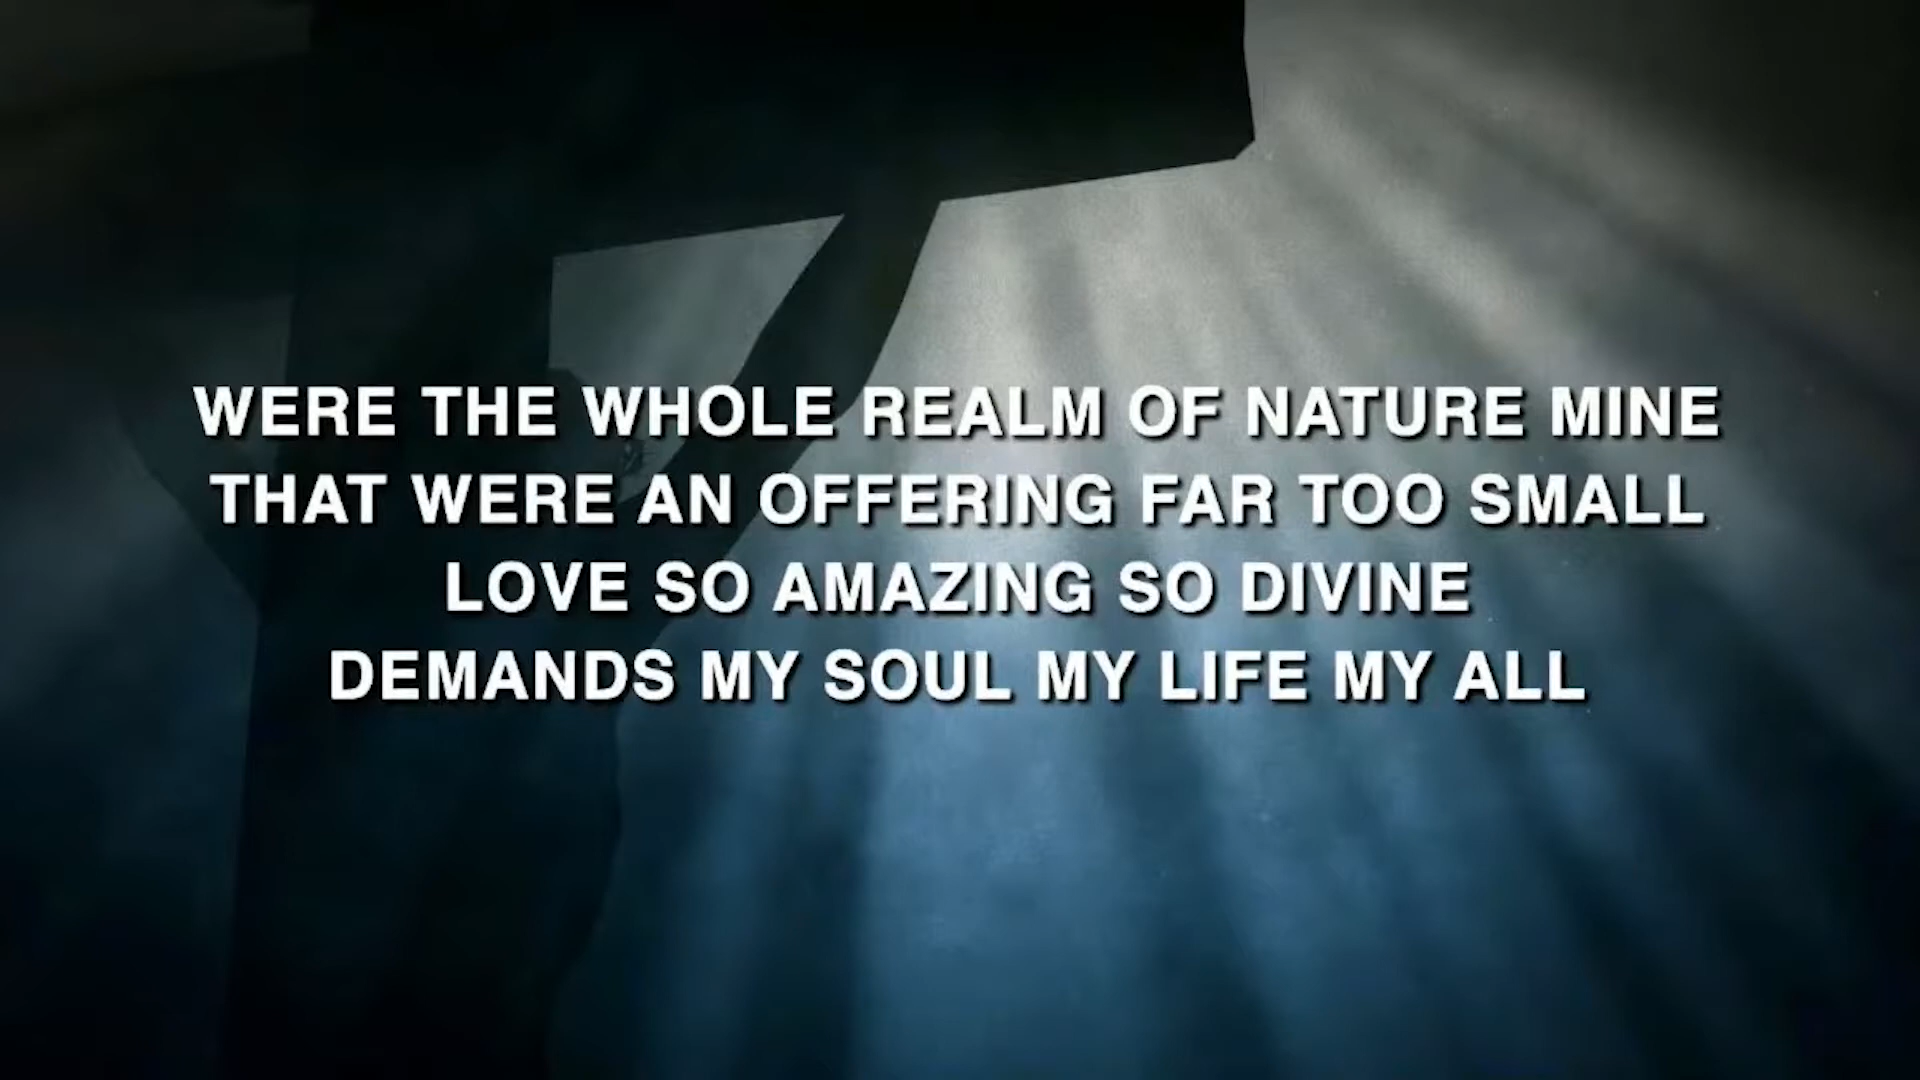 WERE THE WHOLE REALM OF NATURE MINE
THAT WERE AN OFFERING FAR TOO SMALL
LOVE SO AMAZING SO DIVINE
DEMANDS MY SOUL MY LIFE MY ALL